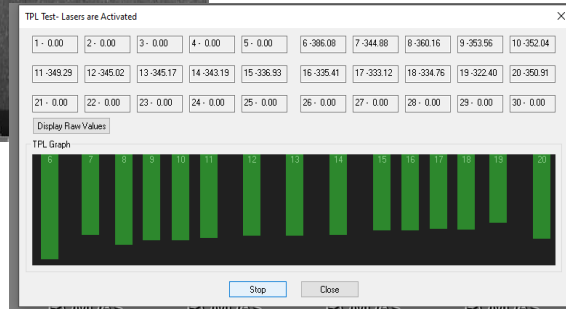 TPL Test- Lasers are Activated
1 - 0.00 2 - 0.00 3 - 0.00 4 - 0.00 5 - 0.00 6 -386.08 7 -344.88 8 -360.16 9 -353.56 10 -352.04
11 -349.29 12 -345.02 13 -345.17 14 -343.19 15 -336.93 16 -335.41 17 -333.12 18 -334.76 19 -322.40 20 -350.91
21 - 0.00 22 - 0.00 23 - 0.00 24 - 0.00 25 - 0.00 26 - 0.00 27 - 0.00 28 - 0.00 29 - 0.00 30 - 0.00
Display Raw Values
TPL Graph
6 7 8 9 10 11 12 13 14 15 16 17 18 19 20
Stop Close